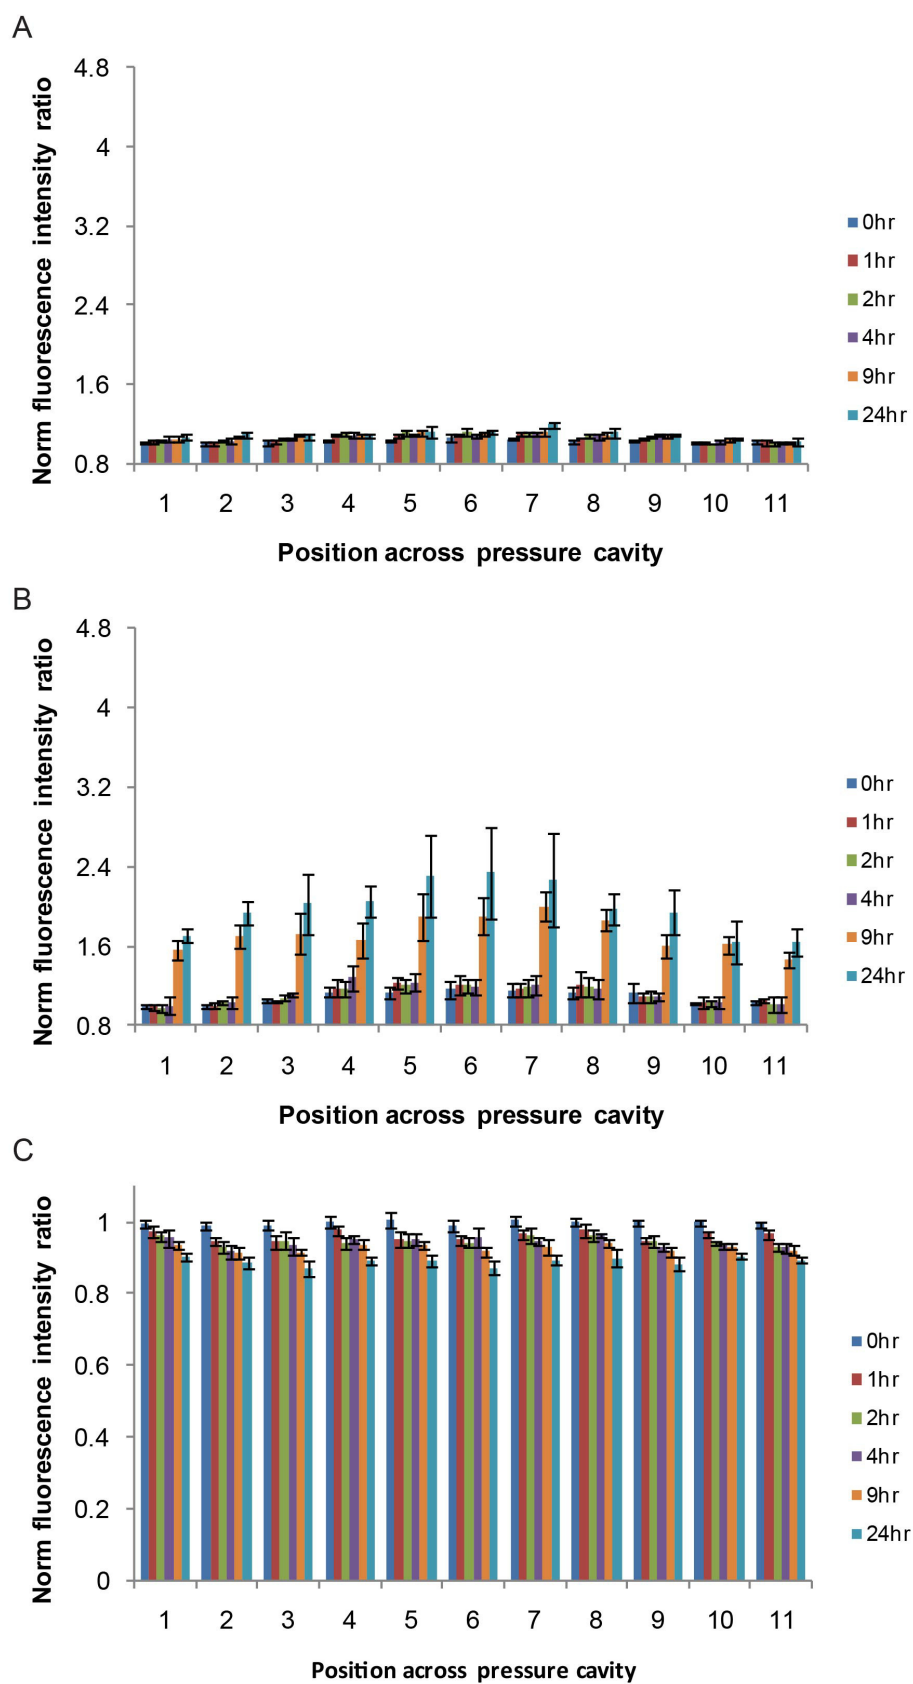 A
Norm fluorescence intensity ratio
4.8
4
3.2
2.4
1.6
0.8
1 2 3 4 5 6 7 8 9 10 11
Position across pressure cavity
0hr
1hr
2hr
4hr
9hr
24hr
B
Norm fluorescence intensity ratio
4.8
4
3.2
2.4
1.6
0.8
1 2 3 4 5 6 7 8 9 10 11
Position across pressure cavity
0hr
1hr
2hr
4hr
9hr
24hr
C
Norm fluorescence intensity ratio
1
0.8
0.6
0.4
0.2
0
1 2 3 4 5 6 7 8 9 10 11
Position across pressure cavity
0hr
1hr
2hr
4hr
9hr
24hr